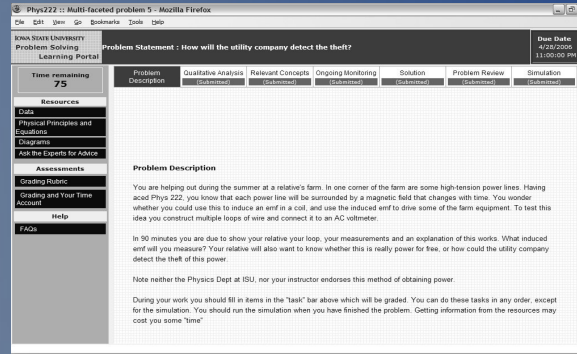 Phys222 :: Multi-faceted problem 5 - Mozilla Firefox
File Edit View Go Bookmarks Tools Help
IOWA STATE UNIVERSITY
Problem Solving
Learning Portal
Problem Statement : How will the utility company detect the theft?
Due Date
4/28/2006
11:00:00 PM
Time remaining
75
Problem Description
Qualitative Analysis (Submitted)
Relevant Concepts (Submitted)
Ongoing Monitoring (Submitted)
Solution (Submitted)
Problem Review (Submitted)
Simulation (Submitted)
Resources
Data
Physical Principles and
Equations
Diagrams
Ask the Experts for Advice
Assessments
Grading Rubric
Grading and Your Time
Account
Help
FAQs
Problem Description
You are helping out during the summer at a relative's farm. In one corner of the farm are some high-tension power lines. Having
aced Phys 222, you know that each power line will be surrounded by a magnetic field that changes with time. You wonder
whether you could use this to induce an emf in a coil, and use the induced emf to drive some of the farm equipment. To test this
idea you construct multiple loops of wire and connect it to an AC voltmeter.
In 90 minutes you are due to show your relative your loop, your measurements and an explanation of this works. What induced
emf will you measure? Your relative will also want to know whether this is really power for free, or how could the utility company
detect the theft of this power.
Note neither the Physics Dept at ISU, nor your instructor endorses this method of obtaining power.
During your work you should fill in items in the "task" bar above which will be graded. You can do these tasks in any order, except
for the simulation. You should run the simulation when you have finished the problem. Getting information from the resources may
cost you some "time"